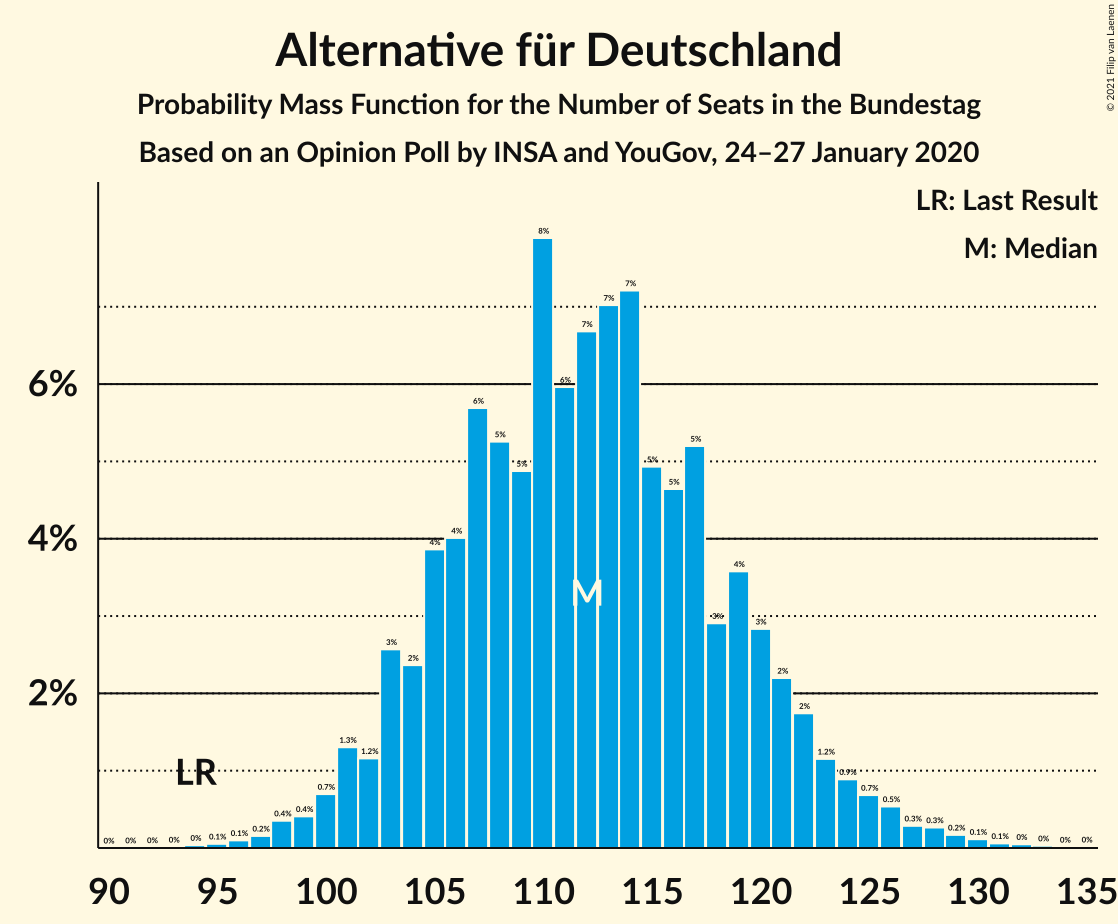 Alternative für Deutschland
Probability Mass Function for the Number of Seats in the Bundestag
Based on an Opinion Poll by INSA and YouGov, 24–27 January 2020
© 2021 Filip van Laenen
LR: Last Result
M: Median
6%
4%
2%
0% 0% 0% 0% 0% 0.1% 0.1% 0.2% 0.4% 0.4% 0.7% 1.3% 1.2% 3% 2% 4% 4% 6% 5% 5% 8% 6% 7% 7% 7% 5% 5% 5% 3% 4% 3% 2% 2% 1.2% 0.9% 0.7% 0.5% 0.3% 0.3% 0.2% 0.1% 0.1% 0% 0% 0% 0%
M
LR
90 95 100 105 110 115 120 125 130 135